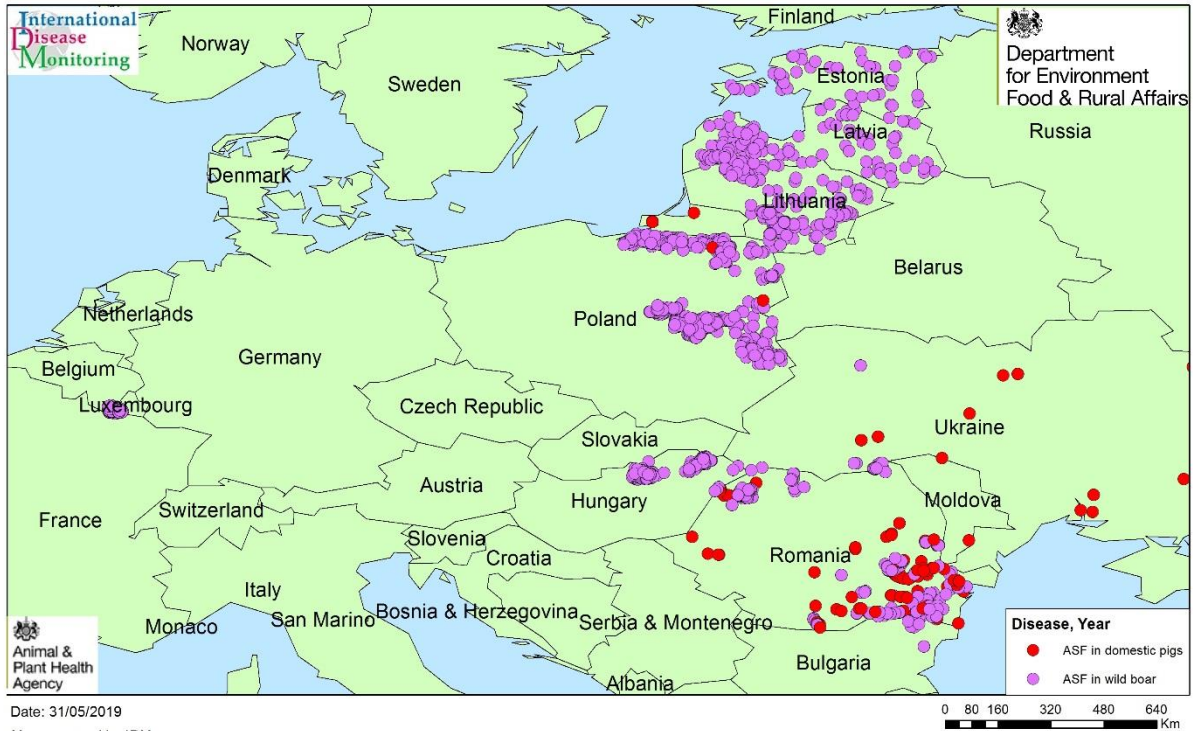 International
Disease
Monitoring
Department
for Environment
Food & Rural Affairs
Finland
Norway
Sweden
Estonia
Latvia
Russia
Denmark
Lithuania
Belarus
Netherlands
Poland
Belgium
Germany
Luxembourg
Czech Republic
Ukraine
Slovakia
Austria
Hungary
Moldova
France
Switzerland
Slovenia
Croatia
Romania
Italy
San Marino
Bosnia & Herzegovina
Serbia & Montenegro
Monaco
Bulgaria
Albania
Animal &
Plant Health
Agency
Disease, Year
ASF in domestic pigs
ASF in wild boar
Date: 31/05/2019
0 80 160 320 480 640
Km